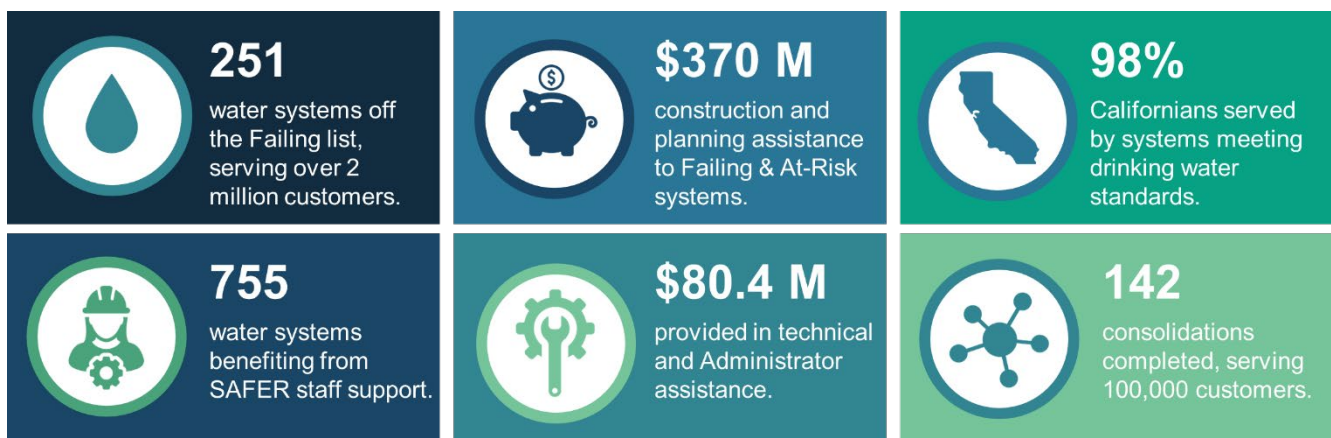 251
water systems off
the Failing list,
serving over 2
million customers.
$370 M
construction and
planning assistance
to Failing & At-Risk
systems.
98%
Californians served
by systems meeting
drinking water
standards.
755
water systems
benefiting from
SAFER staff support.
$80.4 M
provided in technical
and Administrator
assistance.
142
consolidations
completed, serving
100,000 customers.